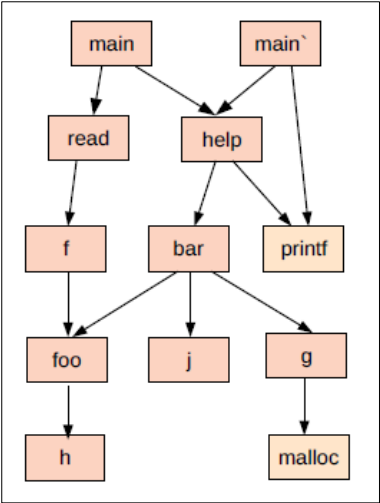 main
main`
read
help
f
bar
printf
foo
j
g
h
malloc